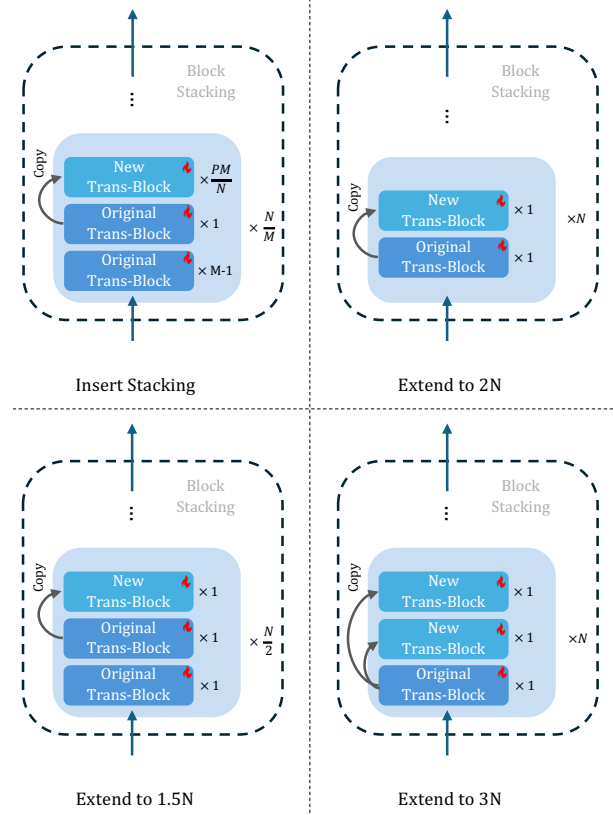 Block
Stacking
...
Copy
New
Trans-Block
× PM/N
Original
Trans-Block
× 1
× N/M
Original
Trans-Block
× M-1
Insert Stacking
Block
Stacking
...
Copy
New
Trans-Block
× 1
×N
Original
Trans-Block
× 1
Extend to 2N
Block
Stacking
...
Copy
New
Trans-Block
× 1
Original
Trans-Block
× 1
× N/2
Original
Trans-Block
× 1
Extend to 1.5N
Block
Stacking
...
Copy
New
Trans-Block
× 1
New
Trans-Block
× 1
×N
Original
Trans-Block
× 1
Extend to 3N